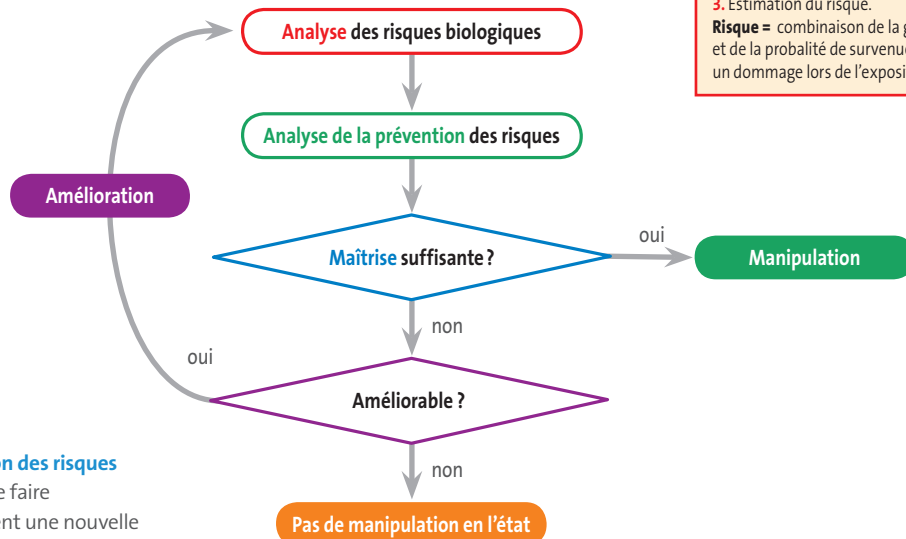 3. Estimation du risque.
Risque = combinaison de la
et de la probalité de survenue
un dommage lors de l'exposi
Analyse des risques biologiques
Analyse de la prévention des risques
Amélioration
Maîtrise suffisante ?
oui
Manipulation
non
oui
Améliorable ?
non
Pas de manipulation en l'état
on des risques
e faire
ent une nouvelle